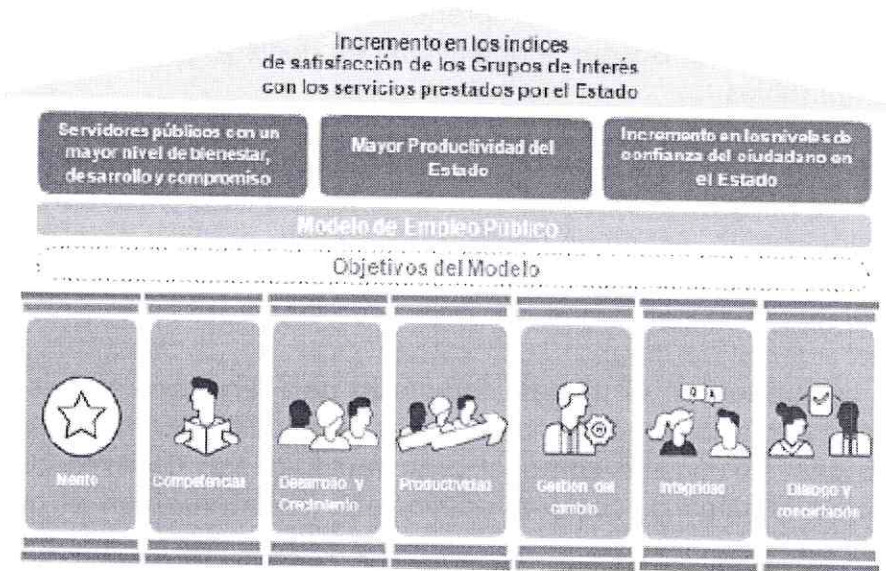 Incremento en los índices
de satisfacción de los Grupos de Interés
con los servicios prestados por el Estado
Servidores públicos con un
mayor nivel de bienestar,
desarrollo y compromiso
Mayor Productividad del
Estado
Incremento en los niveles de
confianza del ciudadano en
el Estado
Modelo de Empleo Público
Objetivos del Modelo
Q A
Mérito
Competencias
Desarrollo y
Crecimiento
Productividad
Gestión del
cambio
Integridad
Diálogo y
concertación